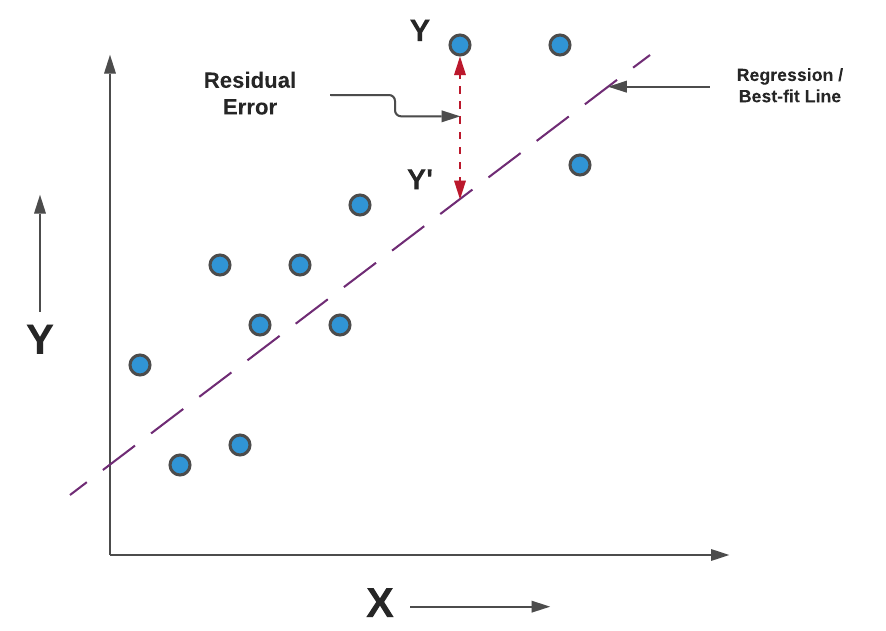 Y
Residual
Error
Regression /
Best-fit Line
Y'
Y
X